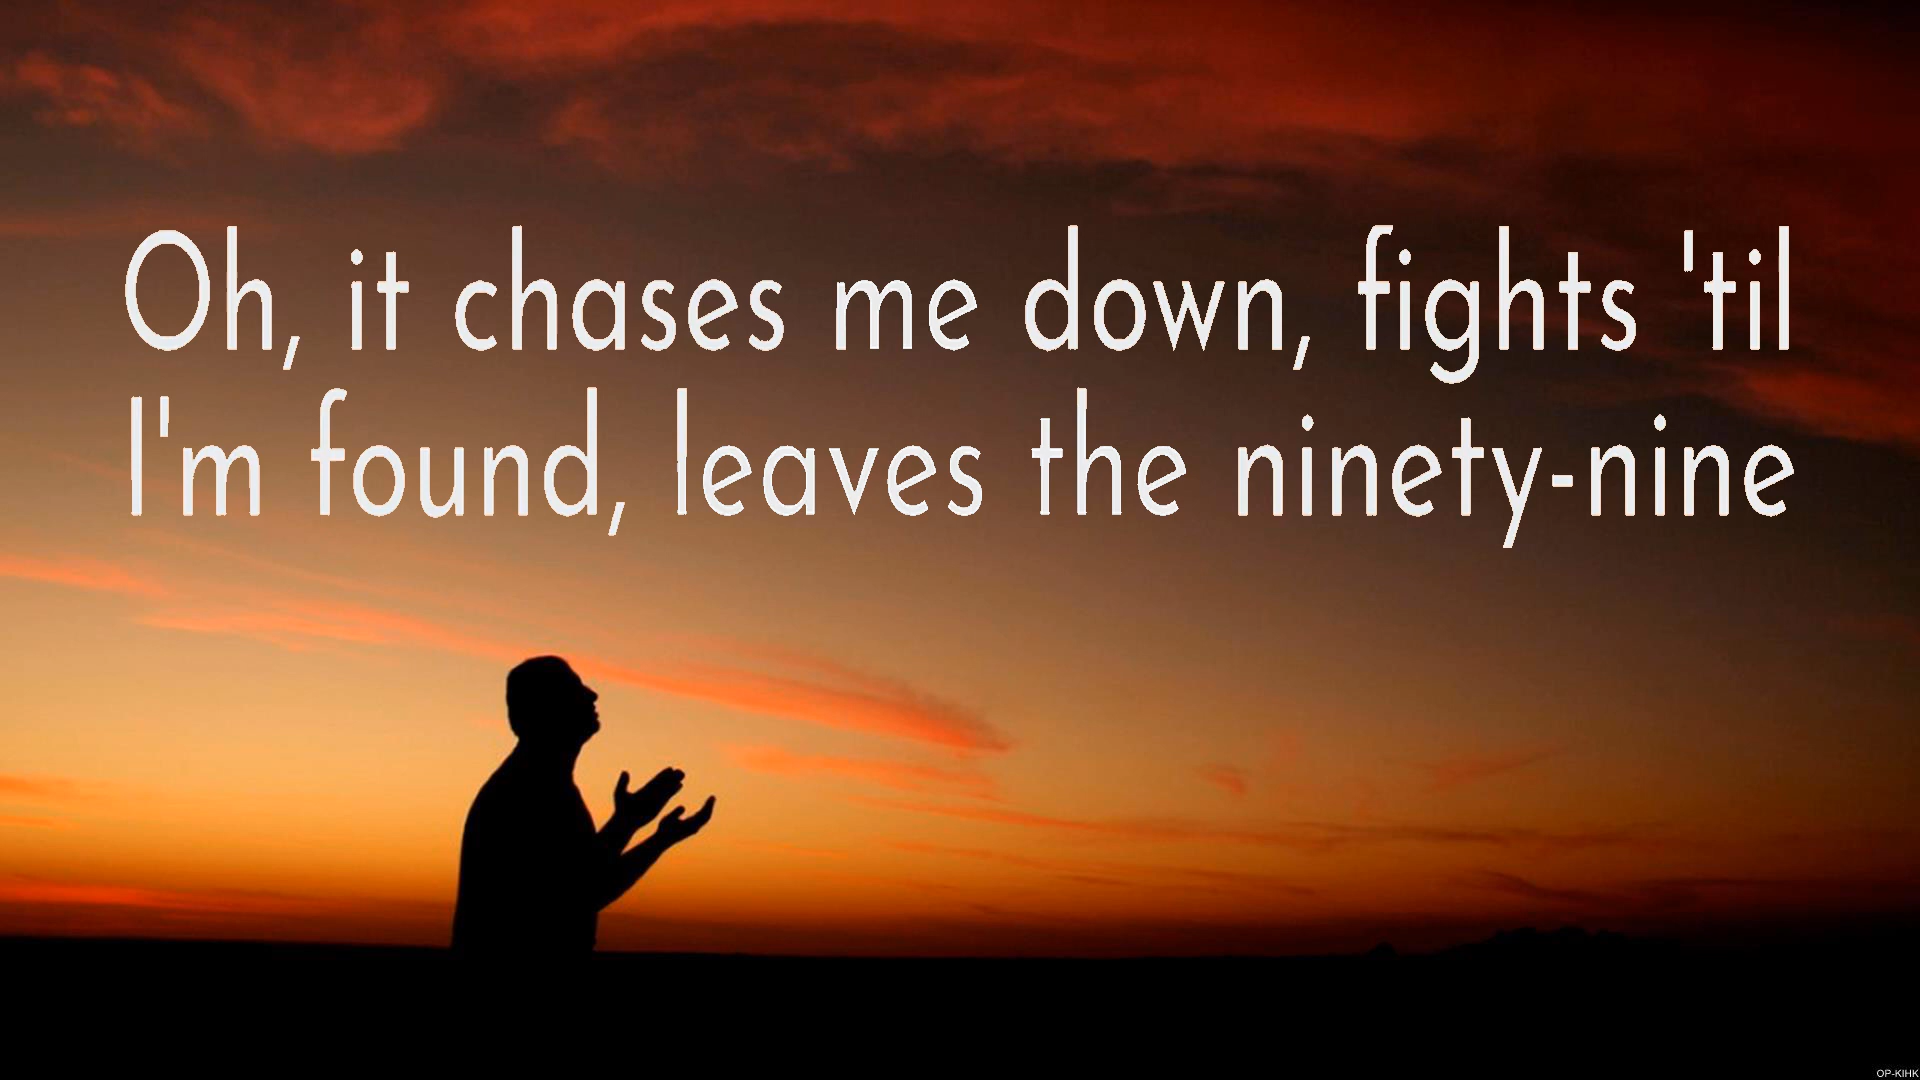 Oh, it chases me down, fights 'til
I'm found, leaves the ninety-nine
OP-KIHK